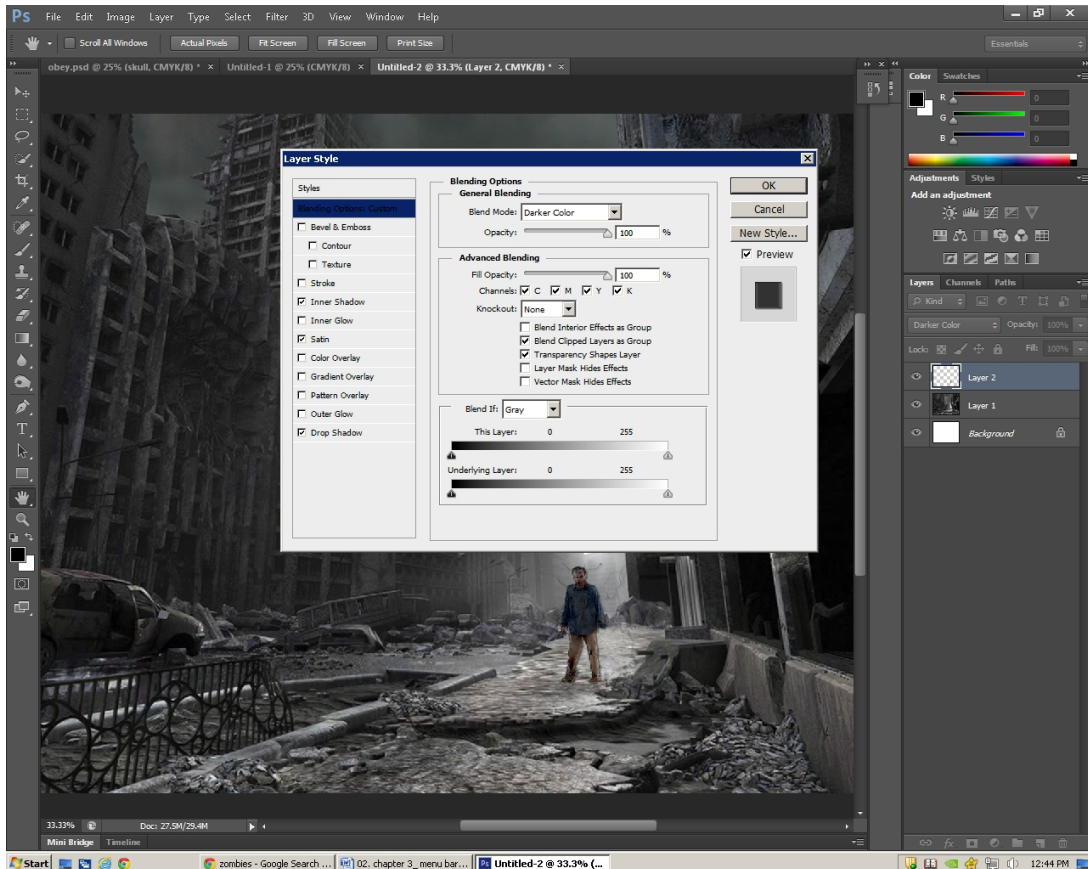 Ps File Edit Image Layer Type Select Filter 3D View Window Help
Scroll All Windows Actual Pixels Fit Screen Fill Screen Print Size Essentials
obey.psd @ 25% (skull, CMYK/8) * × Untitled-1 @ 25% (CMYK/8) × Untitled-2 @ 33.3% (Layer 2, CMYK/8) * ×
Layer Style
Styles
Blending Options: Custom
Bevel & Emboss
Contour
Texture
Stroke
Inner Shadow
Inner Glow
Satin
Color Overlay
Gradient Overlay
Pattern Overlay
Outer Glow
Drop Shadow
Blending Options
General Blending
Blend Mode: Darker Color
Opacity: 100 %
Advanced Blending
Fill Opacity: 100 %
Channels: C M Y K
Knockout: None
Blend Interior Effects as Group
Blend Clipped Layers as Group
Transparency Shapes Layer
Layer Mask Hides Effects
Vector Mask Hides Effects
Blend If: Gray
This Layer: 0 255
Underlying Layer: 0 255
OK
Cancel
New Style...
Preview
Color Swatches
R 0
G 0
B 0
Adjustments Styles
Add an adjustment
Layers Channels Paths
Kind
Darker Color Opacity: 100%
Lock: Fill: 100%
Layer 2
Layer 1
Background
33.33% Doc: 27.5M/29.4M
Mini Bridge Timeline
Start zombies - Google Search ... 02. chapter 3_menu bar... Ps Untitled-2 @ 33.3% (... 12:44 PM